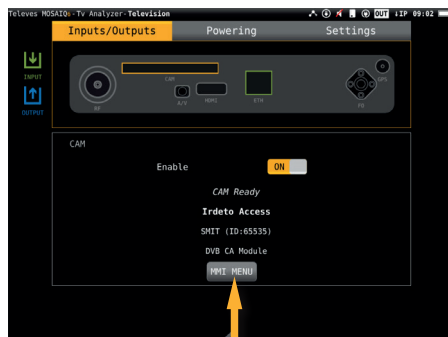 Televes MOSAIQ6-Tv Analyzer-Television OUT IIP 09:02
Inputs/Outputs Powering Settings
INPUT
OUTPUT
CAM
A/V HDMI ETH GPS
RF FO
CAM
Enable ON
CAM Ready
Irdeto Access
SMIT (ID:65535)
DVB CA Module
MMI MENU